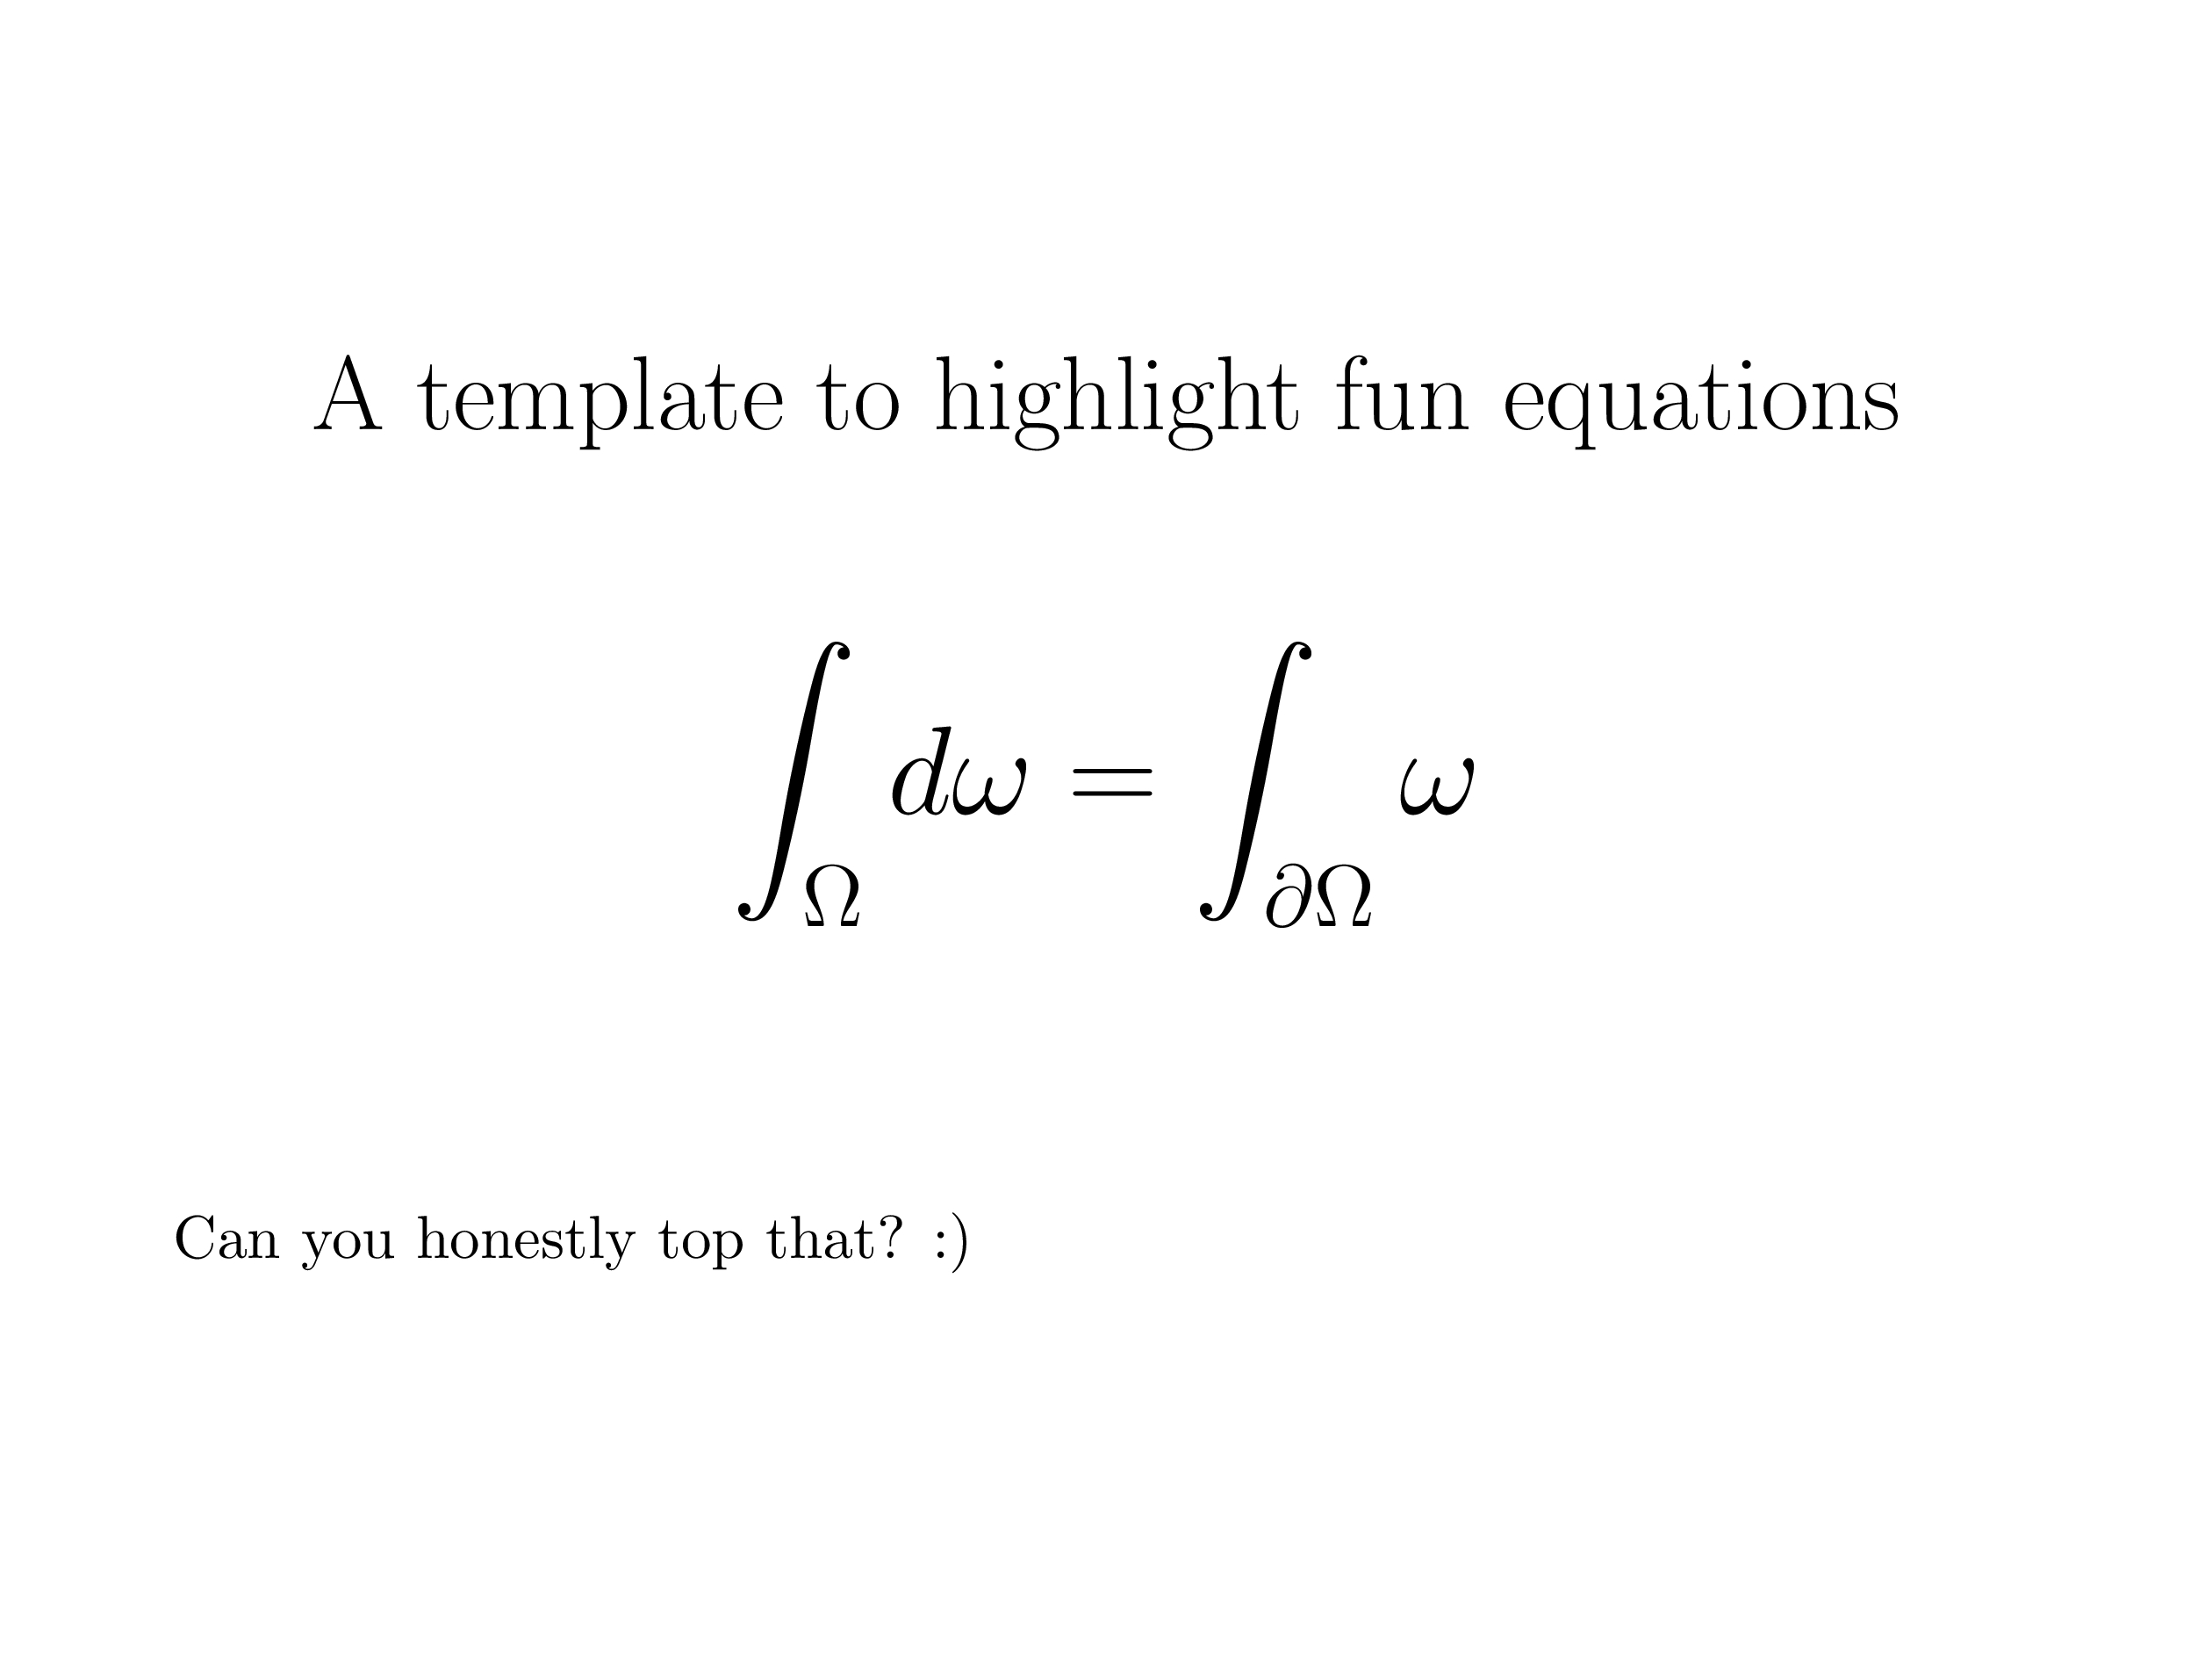 A template to highlight fun equations
∫_Ω dω = ∫_∂Ω ω
Can you honestly top that? :)